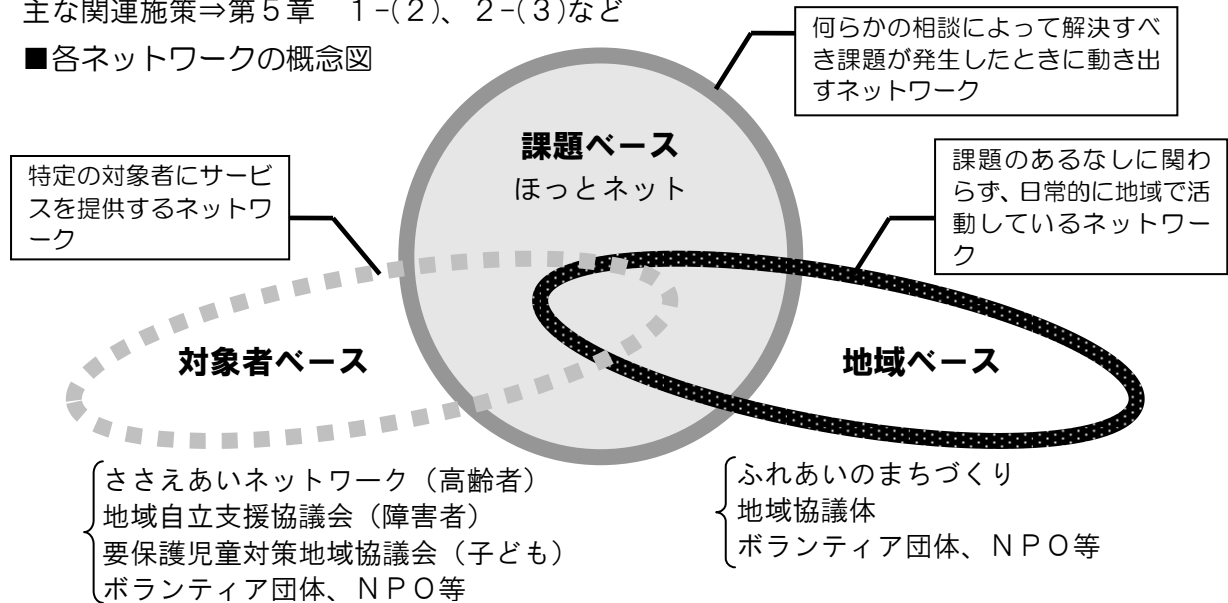 主な関連施策⇒第５章　１-(２)、２-(３)など
■各ネットワークの概念図
何らかの相談によって解決すべ
き課題が発生したときに動き出
すネットワーク
課題ベース
ほっとネット
特定の対象者にサービ
スを提供するネットワ
ーク
課題のあるなしに関わ
らず、日常的に地域で活
動しているネットワー
ク
対象者ベース
地域ベース
ささえあいネットワーク（高齢者）
地域自立支援協議会（障害者）
要保護児童対策地域協議会（子ども）
ボランティア団体、ＮＰＯ等
ふれあいのまちづくり
地域協議体
ボランティア団体、ＮＰＯ等